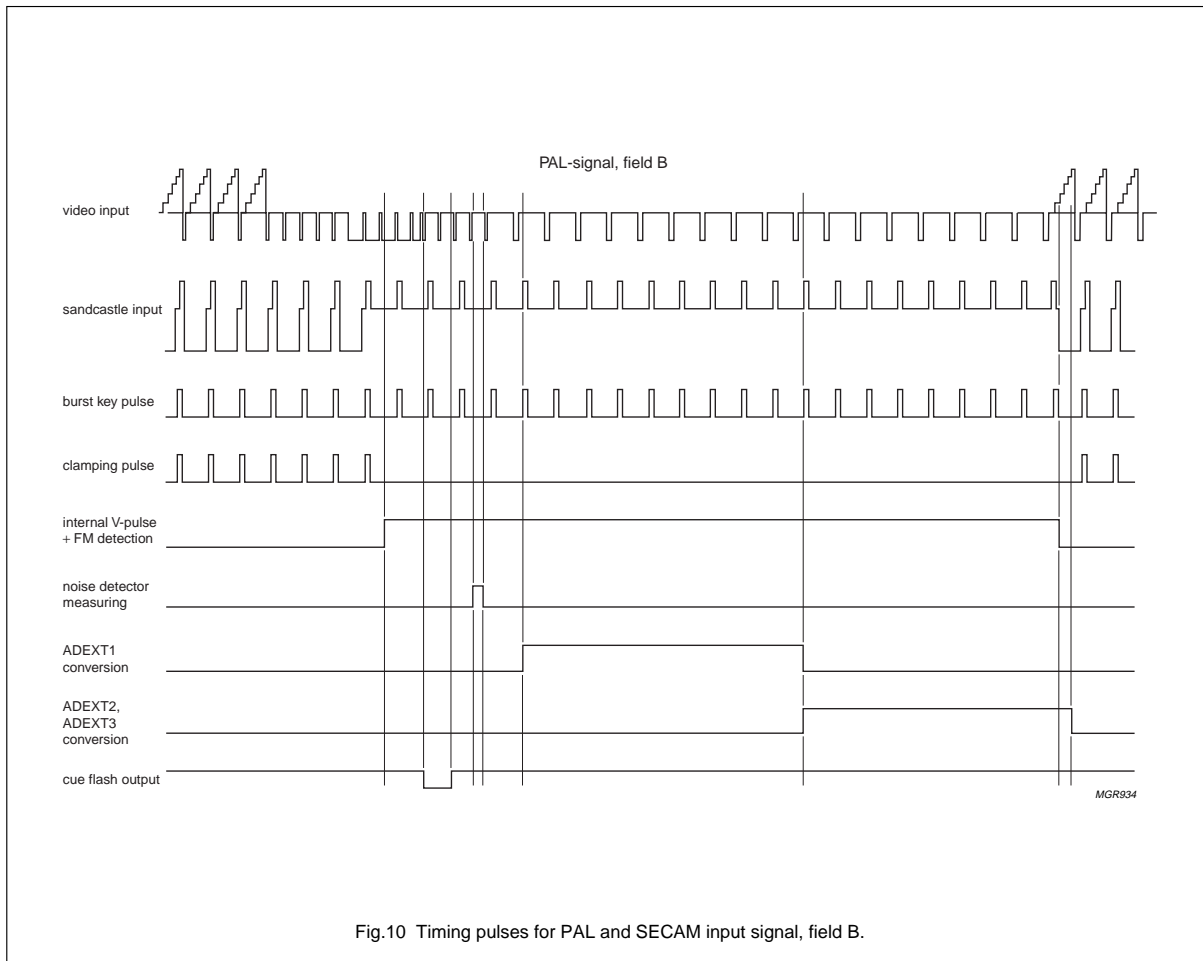 PAL-signal, field B
video input
sandcastle input
burst key pulse
clamping pulse
internal V-pulse
+ FM detection
noise detector
measuring
ADEXT1
conversion
ADEXT2,
ADEXT3
conversion
cue flash output
MGR934
Fig.10 Timing pulses for PAL and SECAM input signal, field B.